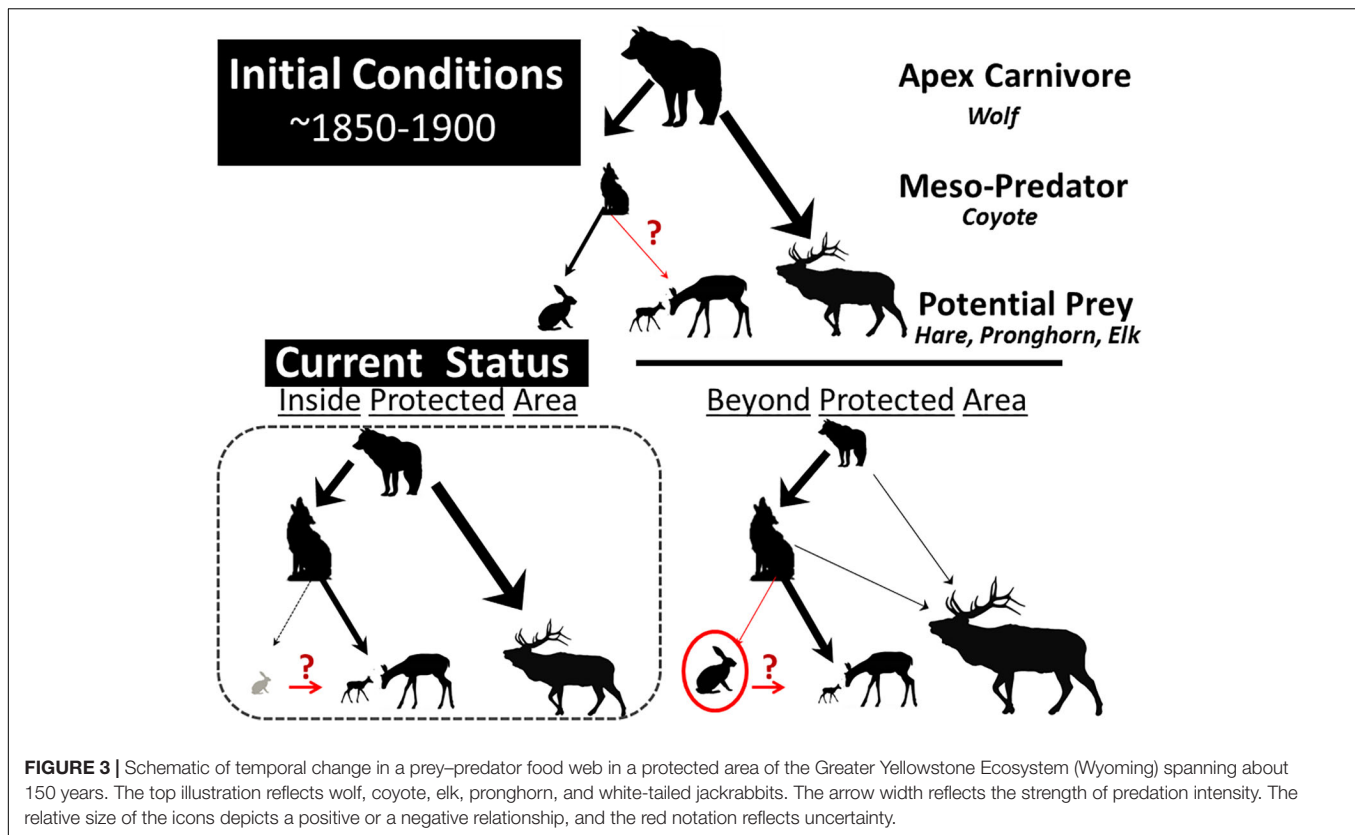 Initial Conditions
~1850-1900
Apex Carnivore
Wolf
Meso-Predator
Coyote
?
Potential Prey
Hare, Pronghorn, Elk
Current Status
Inside Protected Area
Beyond Protected Area
?
?
FIGURE 3 | Schematic of temporal change in a prey–predator food web in a protected area of the Greater Yellowstone Ecosystem (Wyoming) spanning about
150 years. The top illustration reflects wolf, coyote, elk, pronghorn, and white-tailed jackrabbits. The arrow width reflects the strength of predation intensity. The
relative size of the icons depicts a positive or a negative relationship, and the red notation reflects uncertainty.